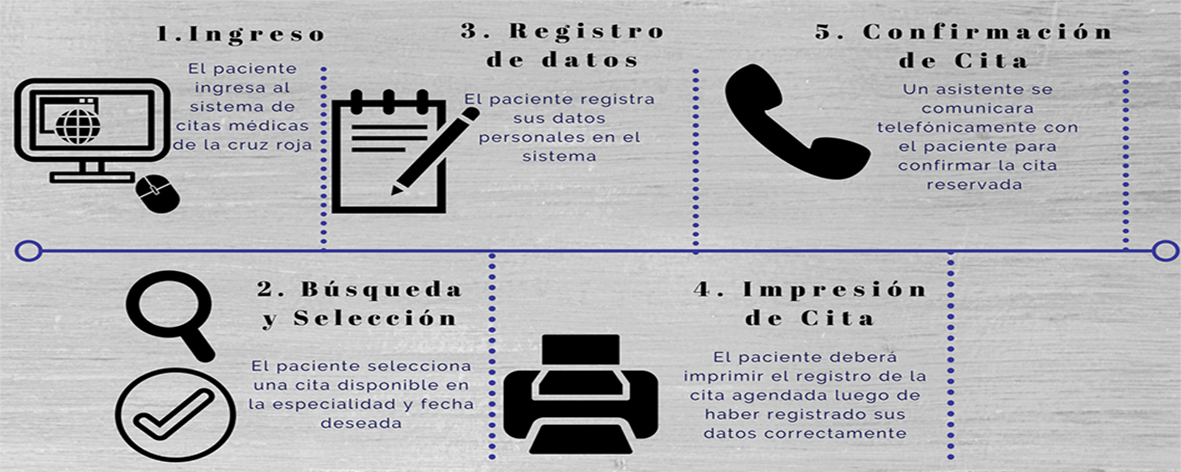 1.Ingreso
El paciente
ingresa al
sistema de
citas médicas
de la cruz roja
2. Búsqueda
y Selección
El paciente selecciona
una cita disponible en
la especialidad y fecha
deseada
3. Registro
de datos
El paciente registra
sus datos
personales en el
sistema
4. Impresión
de Cita
El paciente deberá
imprimir el registro de la
cita agendada luego de
haber registrado sus
datos correctamente
5. Confirmación
de Cita
Un asistente se
comunicara
telefónicamente con
el paciente para
confirmar la cita
reservada